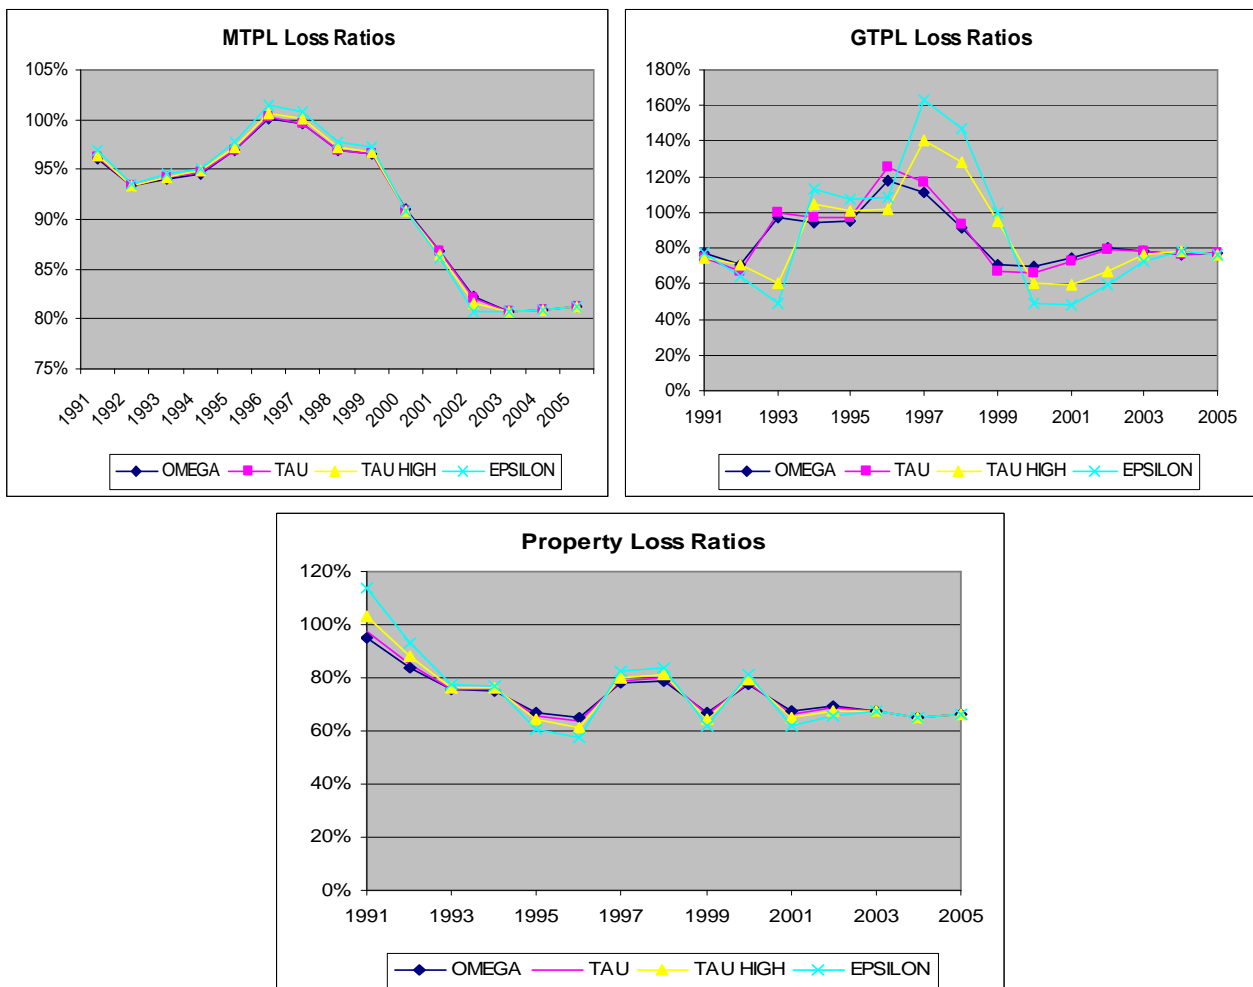 MTPL Loss Ratios
105%
100%
95%
90%
85%
80%
75%
1991 1992 1993 1994 1995 1996 1997 1998 1999 2000 2001 2002 2003 2004 2005
OMEGA TAU TAU HIGH EPSILON
GTPL Loss Ratios
180%
160%
140%
120%
100%
80%
60%
40%
20%
0%
1991 1993 1995 1997 1999 2001 2003 2005
OMEGA TAU TAU HIGH EPSILON
Property Loss Ratios
120%
100%
80%
60%
40%
20%
0%
1991 1993 1995 1997 1999 2001 2003 2005
OMEGA TAU TAU HIGH EPSILON